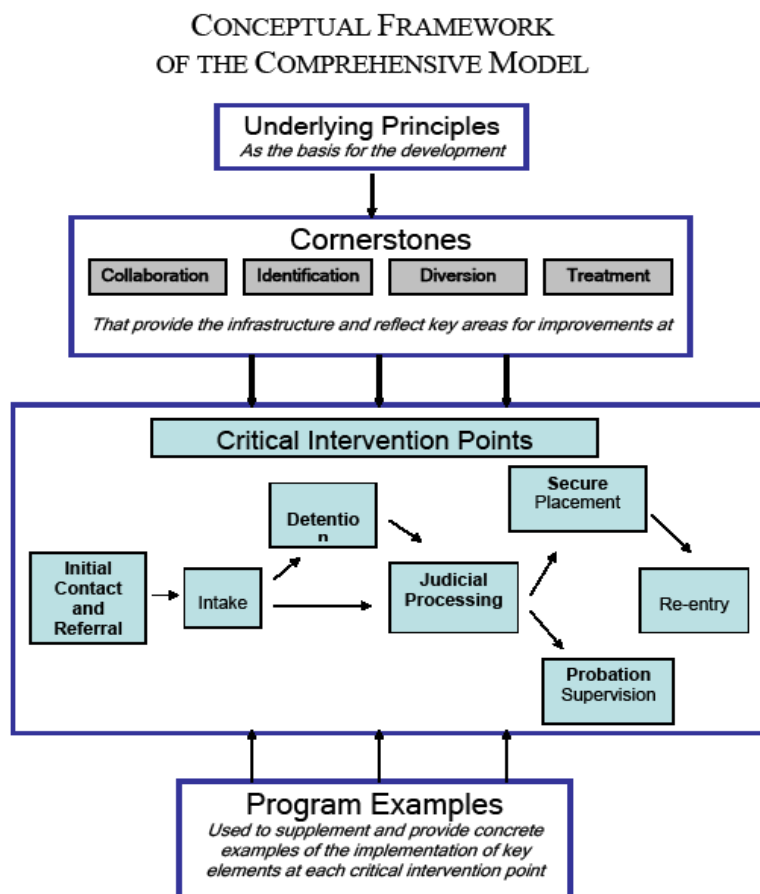 CONCEPTUAL FRAMEWORK
OF THE COMPREHENSIVE MODEL
Underlying Principles
As the basis for the development
Cornerstones
Collaboration
Identification
Diversion
Treatment
That provide the infrastructure and reflect key areas for improvements at
Critical Intervention Points
Initial
Contact
and
Referral
Intake
Detentio
n
Judicial
Processing
Secure
Placement
Re-entry
Probation
Supervision
Program Examples
Used to supplement and provide concrete
examples of the implementation of key
elements at each critical intervention point